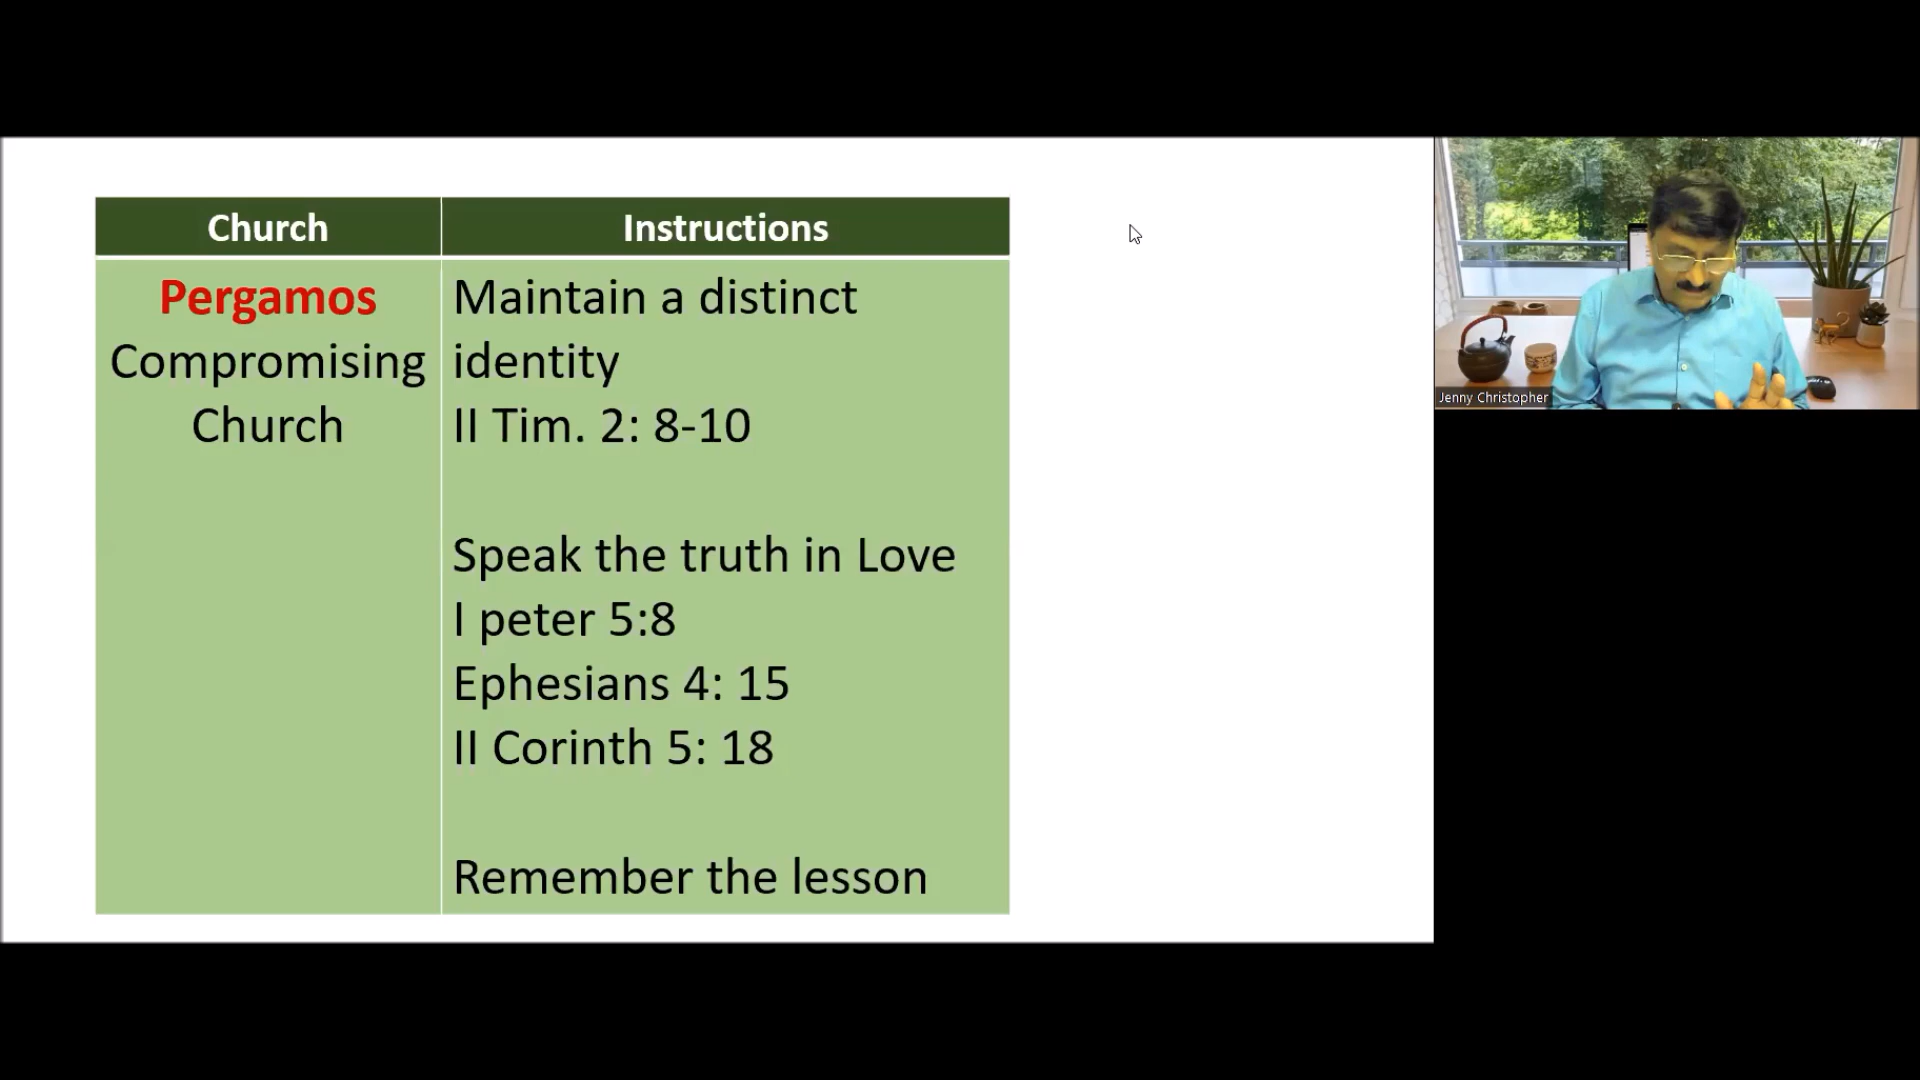 Church
Instructions
Pergamos
Compromising
Church
Maintain a distinct
identity
II Tim. 2: 8-10
Speak the truth in Love
I peter 5:8
Ephesians 4: 15
II Corinth 5: 18
Remember the lesson
Jenny Christopher